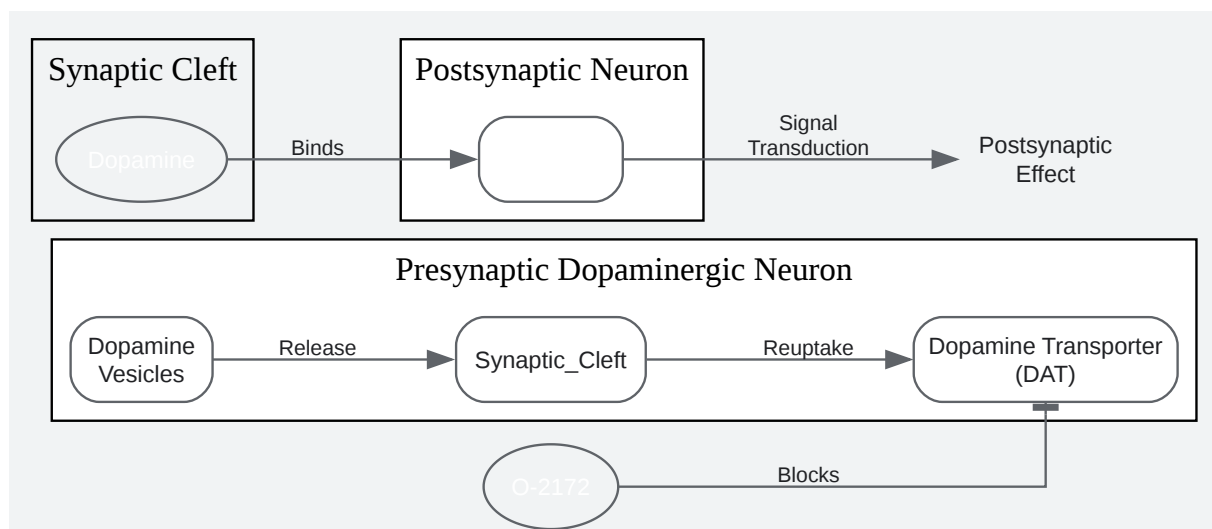 Synaptic Cleft
Postsynaptic Neuron
Dopamine
Binds
Signal
Transduction
Postsynaptic
Effect
Presynaptic Dopaminergic Neuron
Dopamine
Vesicles
Release
Synaptic_Cleft
Reuptake
Dopamine Transporter
(DAT)
O-2172
Blocks